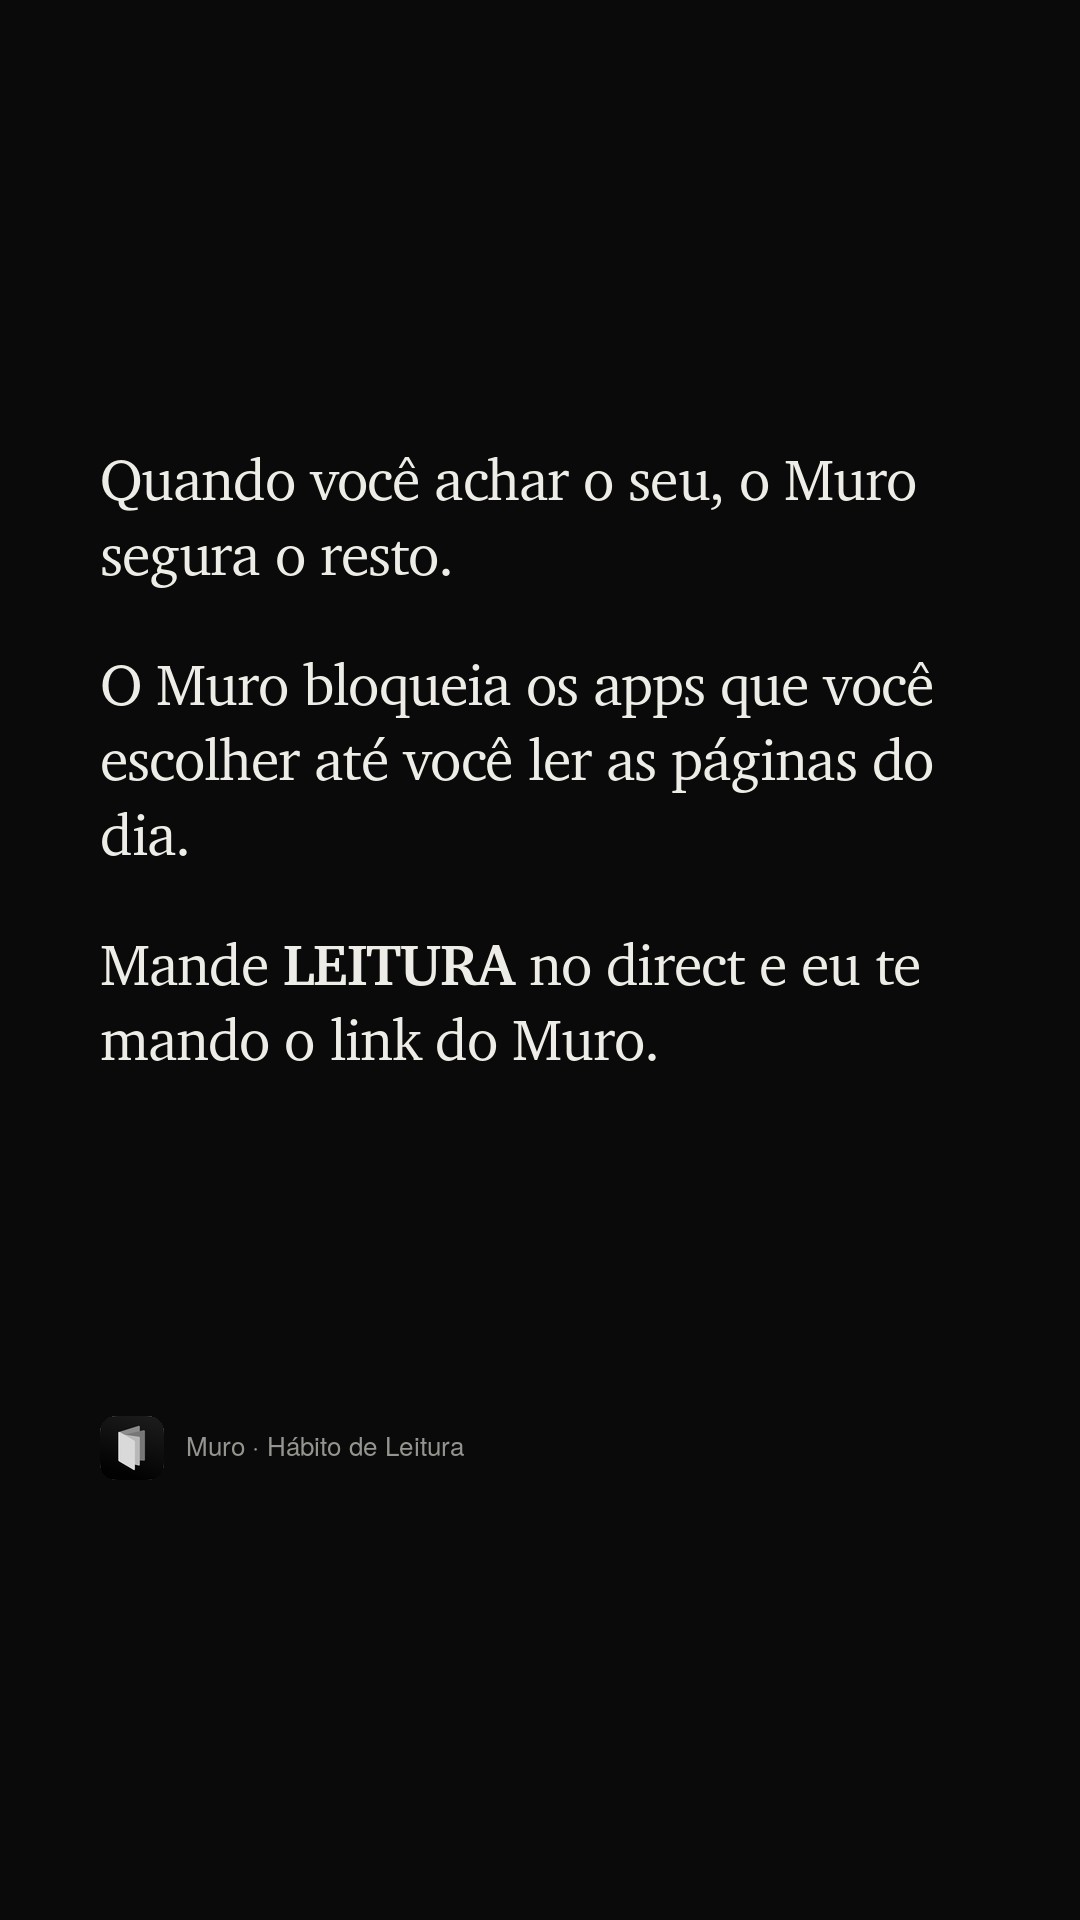 Quando você achar o seu, o Muro
segura o resto.
O Muro bloqueia os apps que você
escolher até você ler as páginas do
dia.
Mande LEITURA no direct e eu te
mando o link do Muro.
Muro · Hábito de Leitura